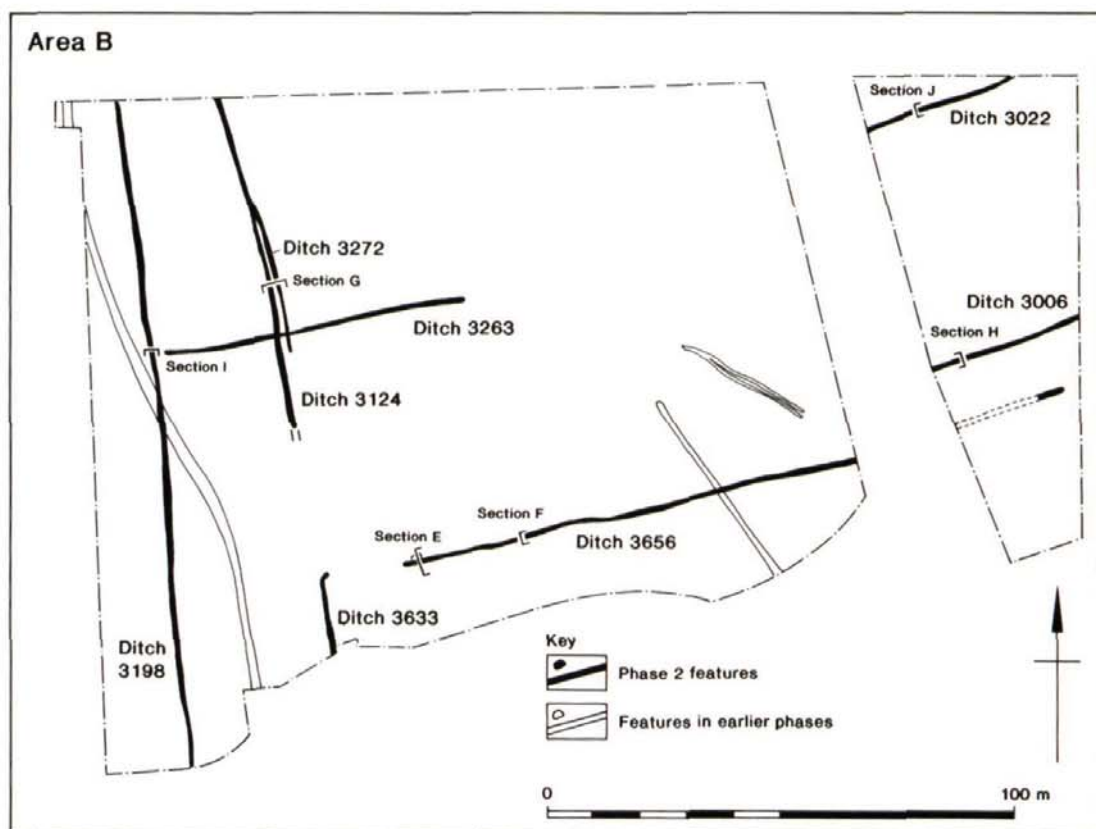 Area B
Section J
Ditch 3022
Ditch 3272
Section G
Ditch 3263
Ditch 3006
Section H
Section I
Ditch 3124
Section F
Section E
Ditch 3656
Ditch 3633
Ditch
3198
Key
Phase 2 features
Features in earlier phases
0
100 m